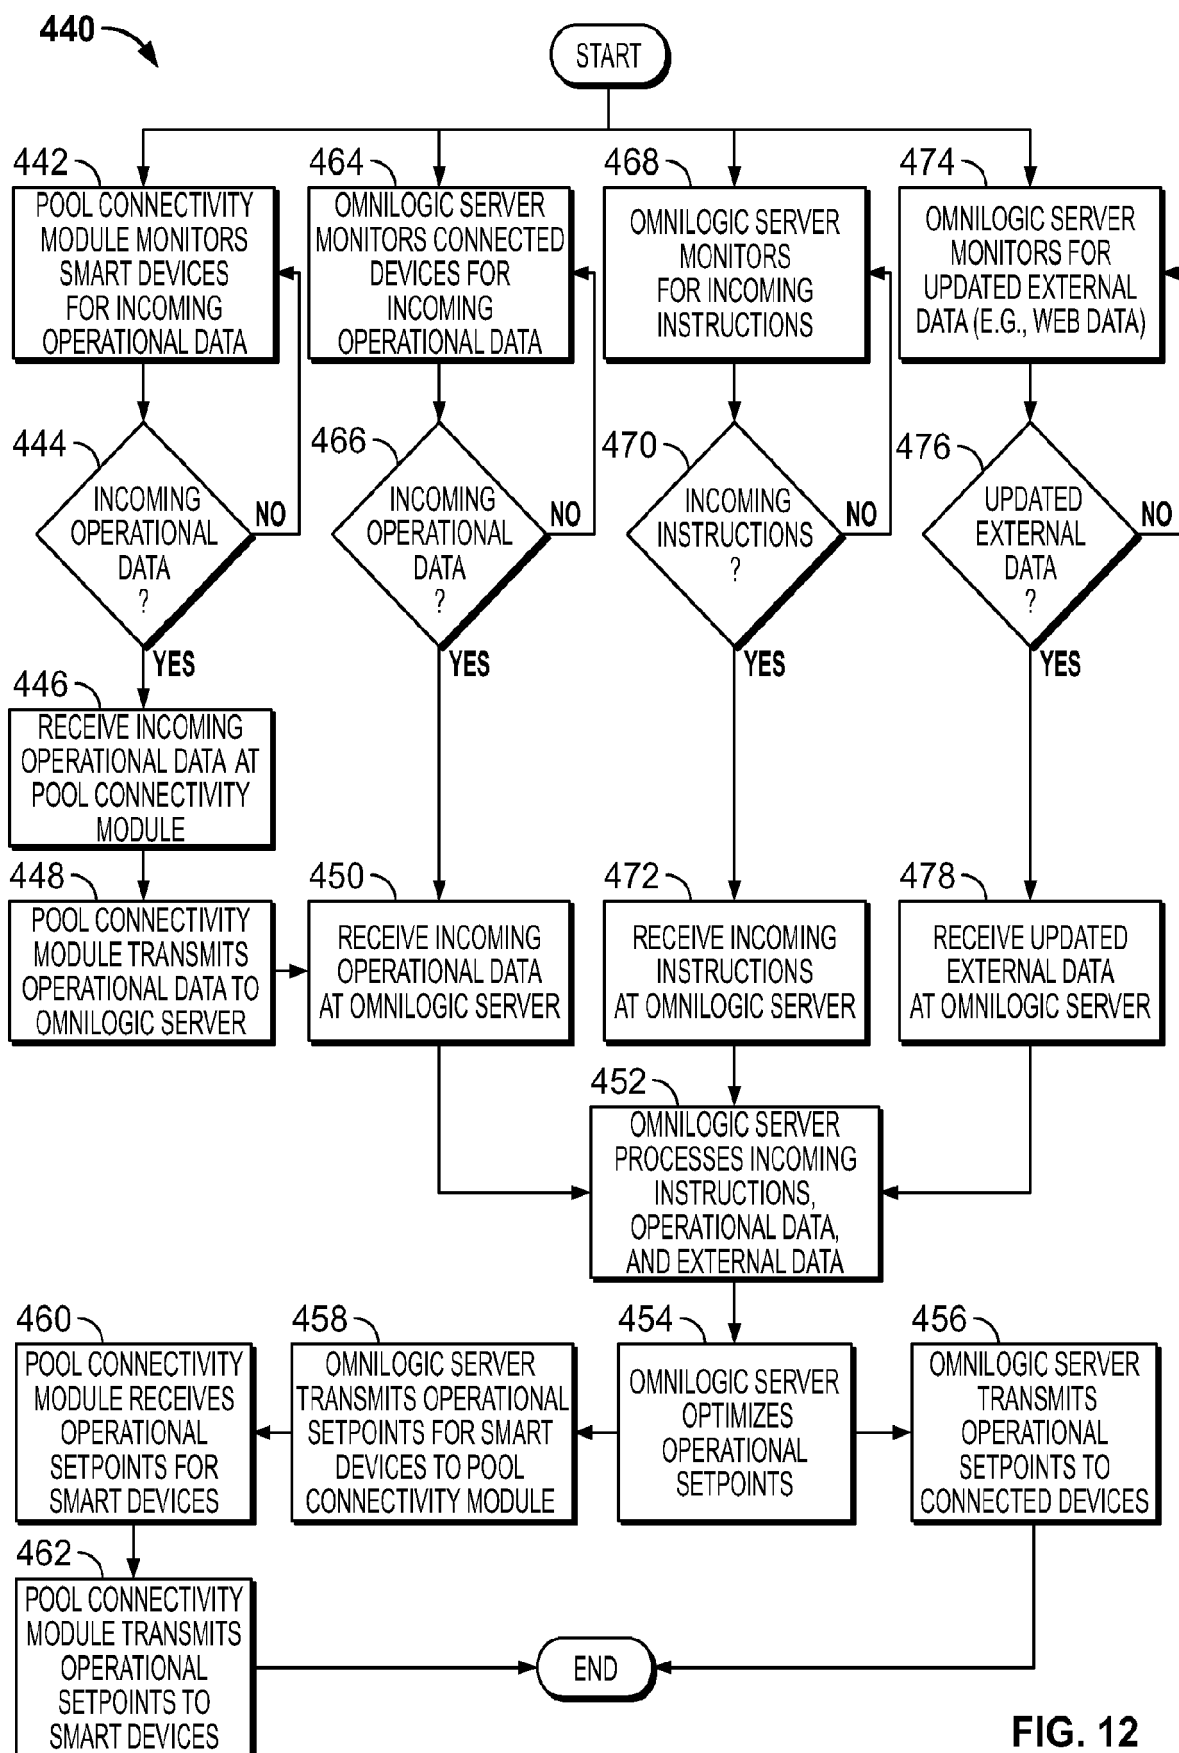 440
START
442
POOL CONNECTIVITY
MODULE MONITORS
SMART DEVICES
FOR INCOMING
OPERATIONAL DATA
464
OMNILOGIC SERVER
MONITORS CONNECTED
DEVICES FOR
INCOMING
OPERATIONAL DATA
468
OMNILOGIC SERVER
MONITORS
FOR INCOMING
INSTRUCTIONS
474
OMNILOGIC SERVER
MONITORS FOR
UPDATED EXTERNAL
DATA (E.G., WEB DATA)
444
INCOMING
OPERATIONAL
DATA
?
NO
YES
466
INCOMING
OPERATIONAL
DATA
?
NO
YES
470
INCOMING
INSTRUCTIONS
?
NO
YES
476
UPDATED
EXTERNAL
DATA
?
NO
YES
446
RECEIVE INCOMING
OPERATIONAL DATA AT
POOL CONNECTIVITY
MODULE
448
POOL CONNECTIVITY
MODULE TRANSMITS
OPERATIONAL DATA TO
OMNILOGIC SERVER
450
RECEIVE INCOMING
OPERATIONAL DATA
AT OMNILOGIC SERVER
472
RECEIVE INCOMING
INSTRUCTIONS
AT OMNILOGIC SERVER
478
RECEIVE UPDATED
EXTERNAL DATA
AT OMNILOGIC SERVER
452
OMNILOGIC SERVER
PROCESSES INCOMING
INSTRUCTIONS,
OPERATIONAL DATA,
AND EXTERNAL DATA
460
POOL CONNECTIVITY
MODULE RECEIVES
OPERATIONAL
SETPOINTS FOR
SMART DEVICES
458
OMNILOGIC SERVER
TRANSMITS OPERATIONAL
SETPOINTS FOR SMART
DEVICES TO POOL
CONNECTIVITY MODULE
454
OMNILOGIC SERVER
OPTIMIZES
OPERATIONAL
SETPOINTS
456
OMNILOGIC SERVER
TRANSMITS
OPERATIONAL
SETPOINTS TO
CONNECTED DEVICES
462
POOL CONNECTIVITY
MODULE TRANSMITS
OPERATIONAL
SETPOINTS TO
SMART DEVICES
END
FIG. 12